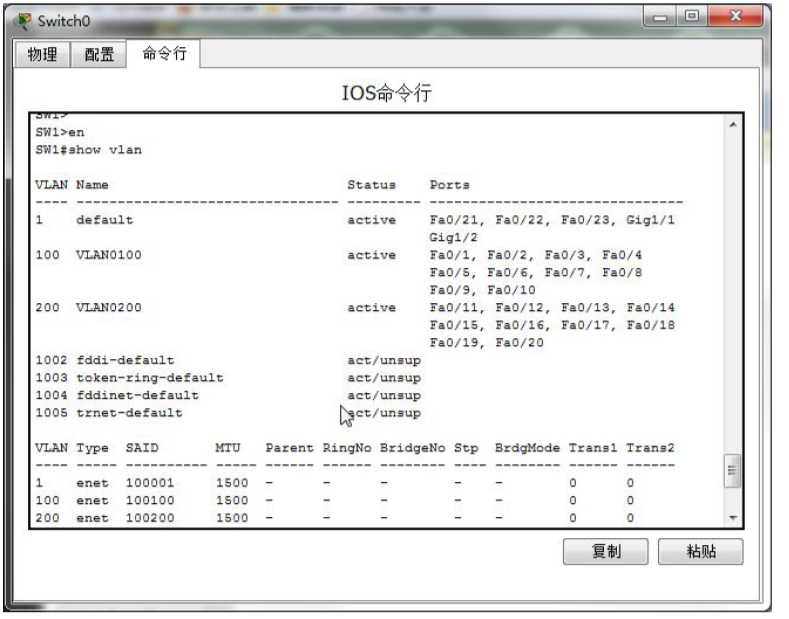 Switch0
物理 配置 命令行
IOS命令行
SW1>
SW1>en
SW1#show vlan
VLAN Name Status Ports
---- -------------------------------- --------- -------------------------------
1 default active Fa0/21, Fa0/22, Fa0/23, Gig1/1
Gig1/2
100 VLAN0100 active Fa0/1, Fa0/2, Fa0/3, Fa0/4
Fa0/5, Fa0/6, Fa0/7, Fa0/8
Fa0/9, Fa0/10
200 VLAN0200 active Fa0/11, Fa0/12, Fa0/13, Fa0/14
Fa0/15, Fa0/16, Fa0/17, Fa0/18
Fa0/19, Fa0/20
1002 fddi-default act/unsup
1003 token-ring-default act/unsup
1004 fddinet-default act/unsup
1005 trnet-default act/unsup
VLAN Type SAID MTU Parent RingNo BridgeNo Stp BrdgMode Trans1 Trans2
---- ----- ---------- ----- ------ ------ -------- ---- -------- ------ ------
1 enet 100001 1500 - - - - - 0 0
100 enet 100100 1500 - - - - - 0 0
200 enet 100200 1500 - - - - - 0 0
复制 粘贴